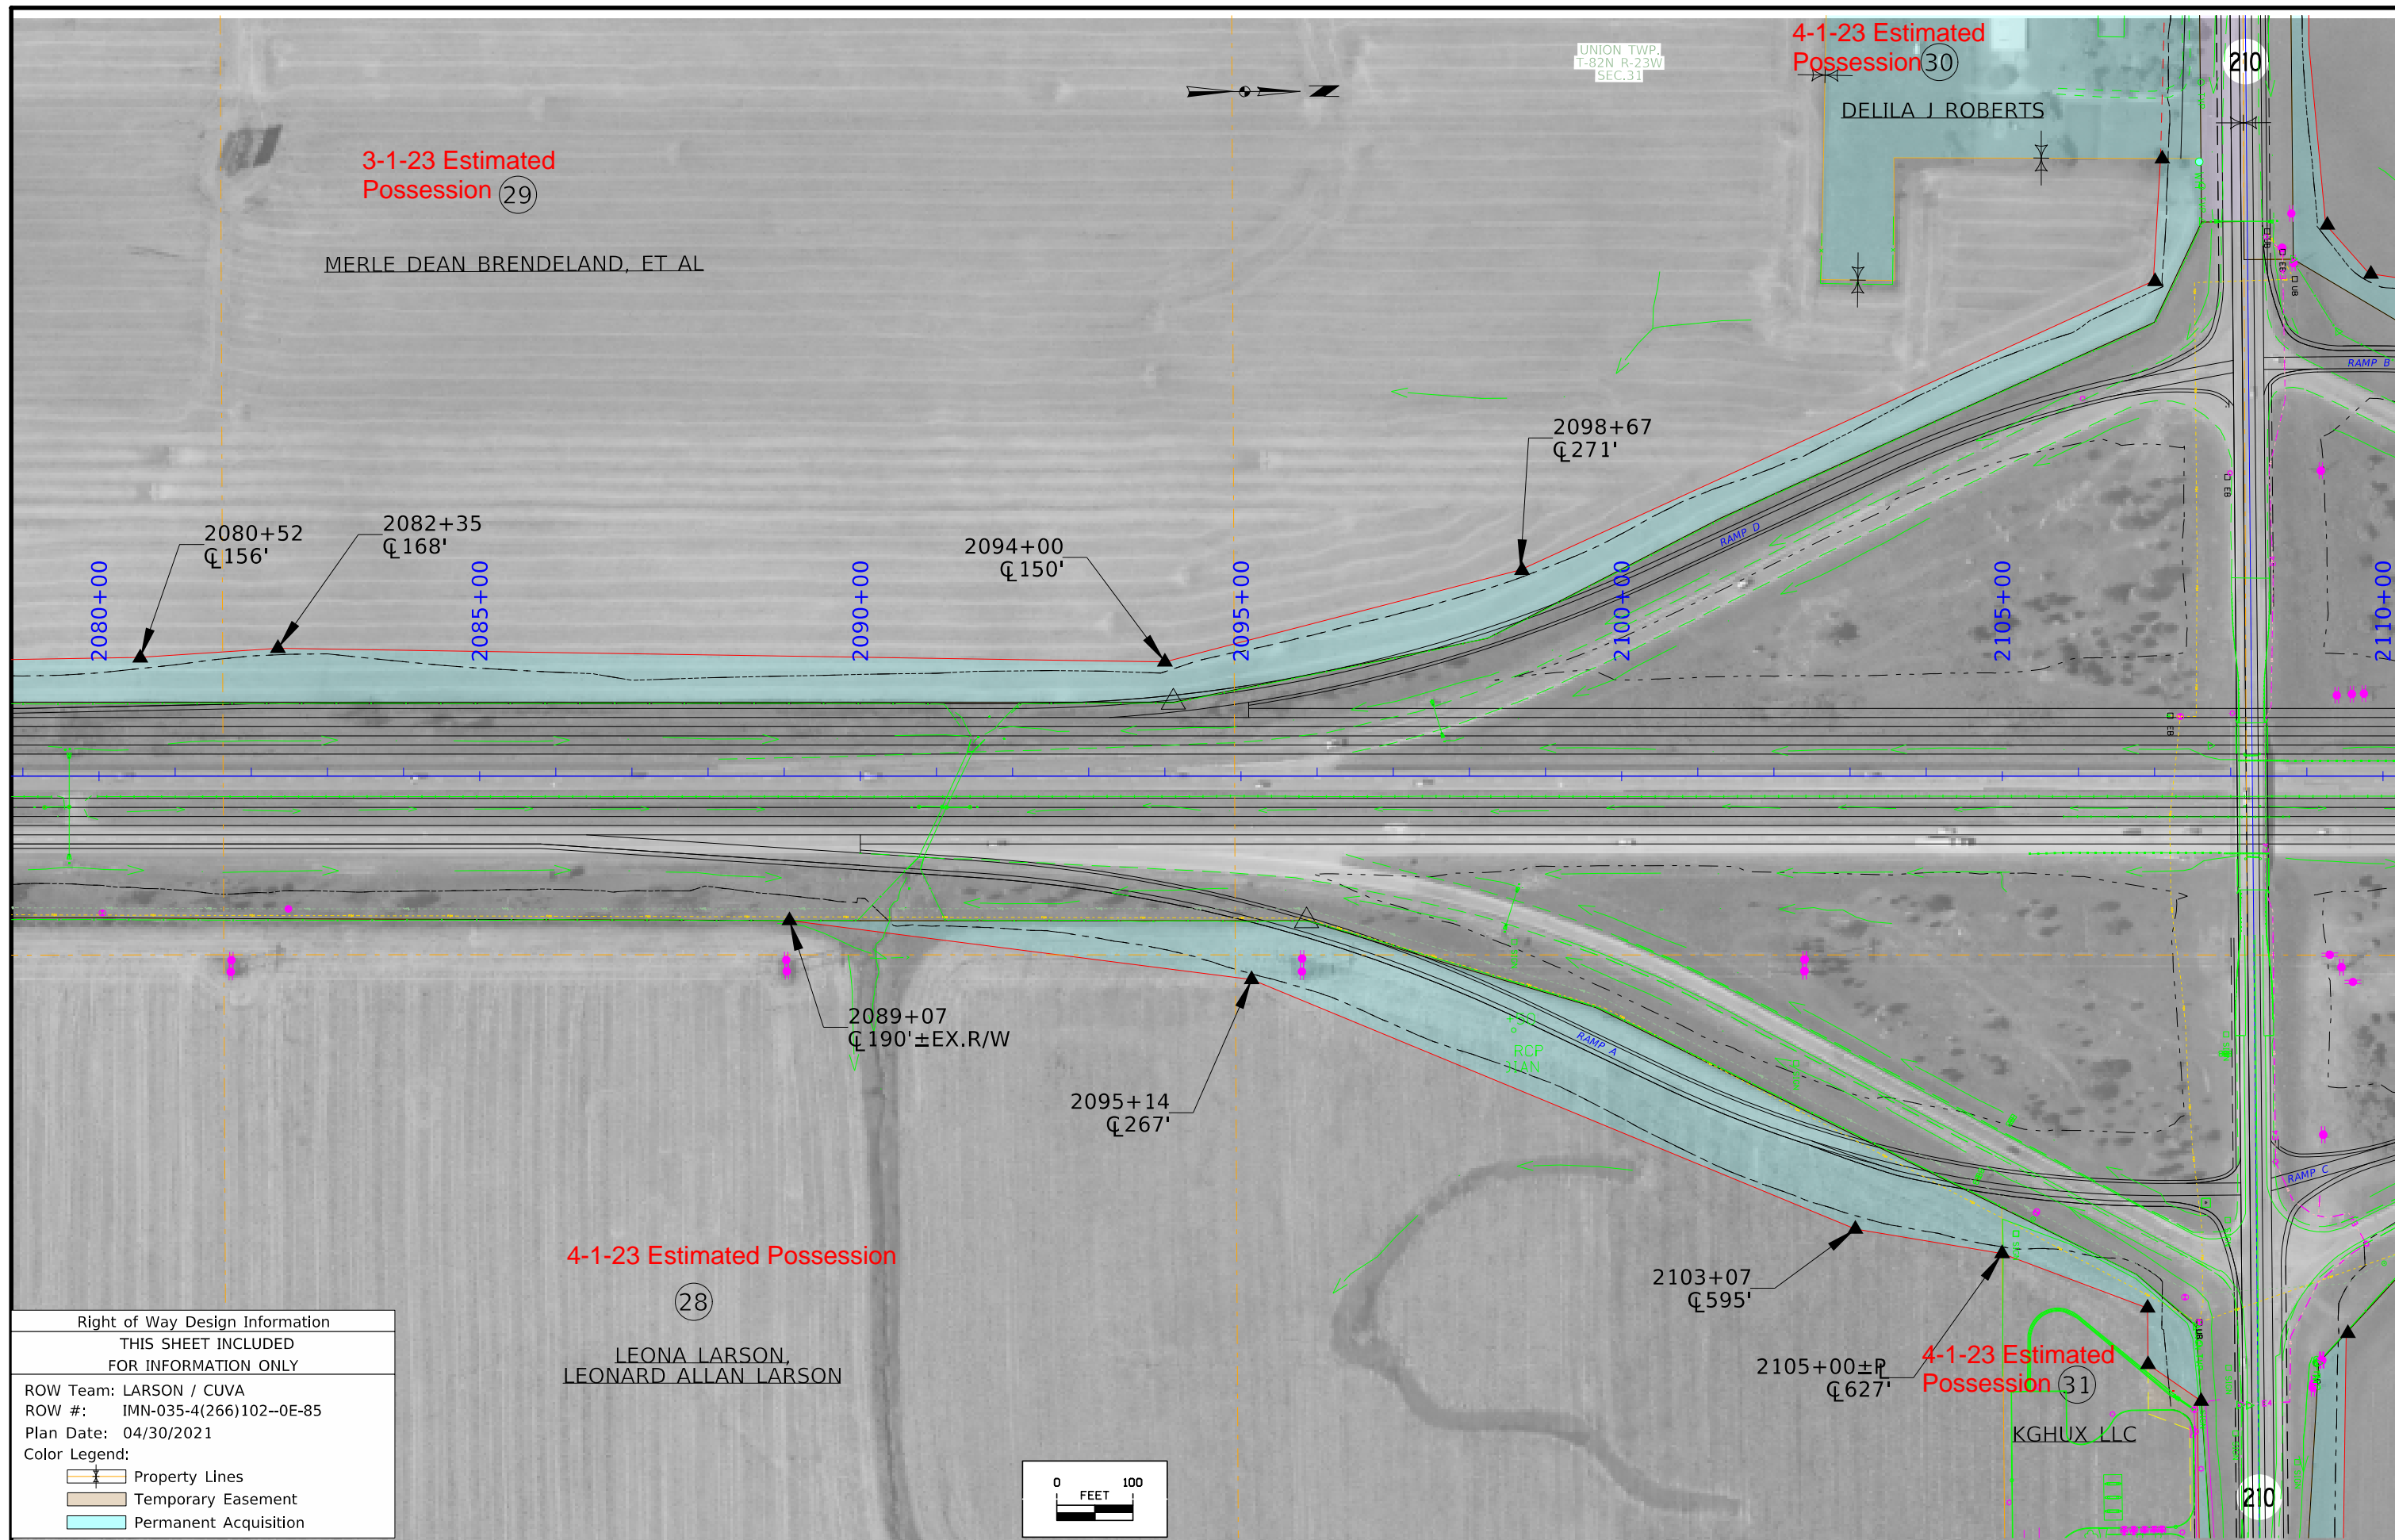 4-1-23 Estimated
Possession 30
DELILA J ROBERTS
210
UNION TWP.
T-82N R-23W
SEC.31
3-1-23 Estimated
Possession 29
MERLE DEAN BRENDELAND, ET AL
RAMP B
2098+67
℄271'
2080+52
℄156'
2082+35
℄168'
2094+00
℄150'
RAMP D
2080+00
2085+00
2090+00
2095+00
2100+00
2105+00
2110+00
UB
EB
UB
EB
EB
2089+07
℄190'±EX.R/W
RAMP A
RCP
2095+14
℄267'
RAMP C
4-1-23 Estimated Possession
28
LEONA LARSON,
LEONARD ALLAN LARSON
2103+07
℄595'
2105+00±PL
℄627'
4-1-23 Estimated
Possession 31
KGHUX LLC
210
0 100
FEET
Right of Way Design Information
THIS SHEET INCLUDED
FOR INFORMATION ONLY
ROW Team: LARSON / CUVA
ROW #: IMN-035-4(266)102--0E-85
Plan Date: 04/30/2021
Color Legend:
Property Lines
Temporary Easement
Permanent Acquisition